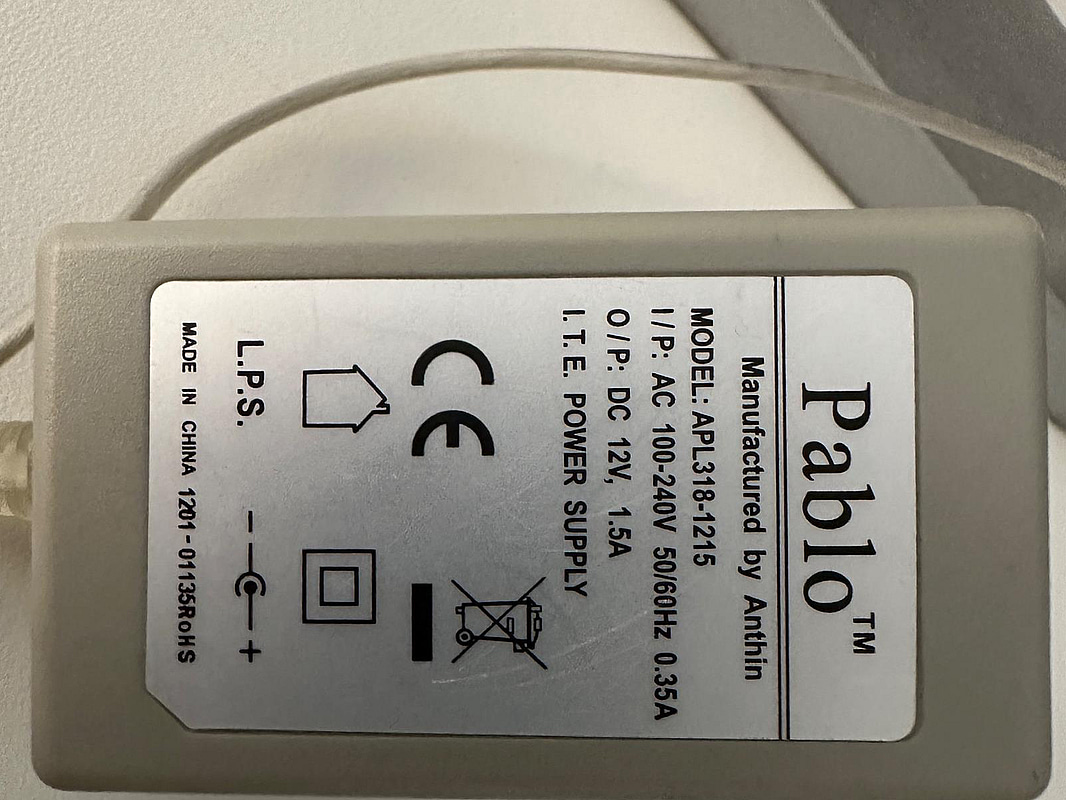 Pablo™
Manufactured by Anthin
MODEL: APL318-1215
I/P: AC 100-240V 50/60Hz 0.35A
O/P: DC 12V, 1.5A
I.T.E. POWER SUPPLY
CE
L.P.S. - +
MADE IN CHINA 1201-01135RoHS